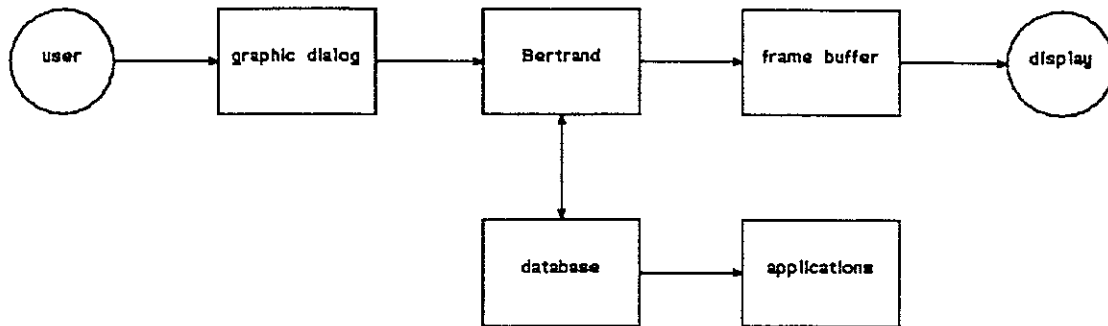 user
graphic dialog
Bertrand
frame buffer
display
database
applications